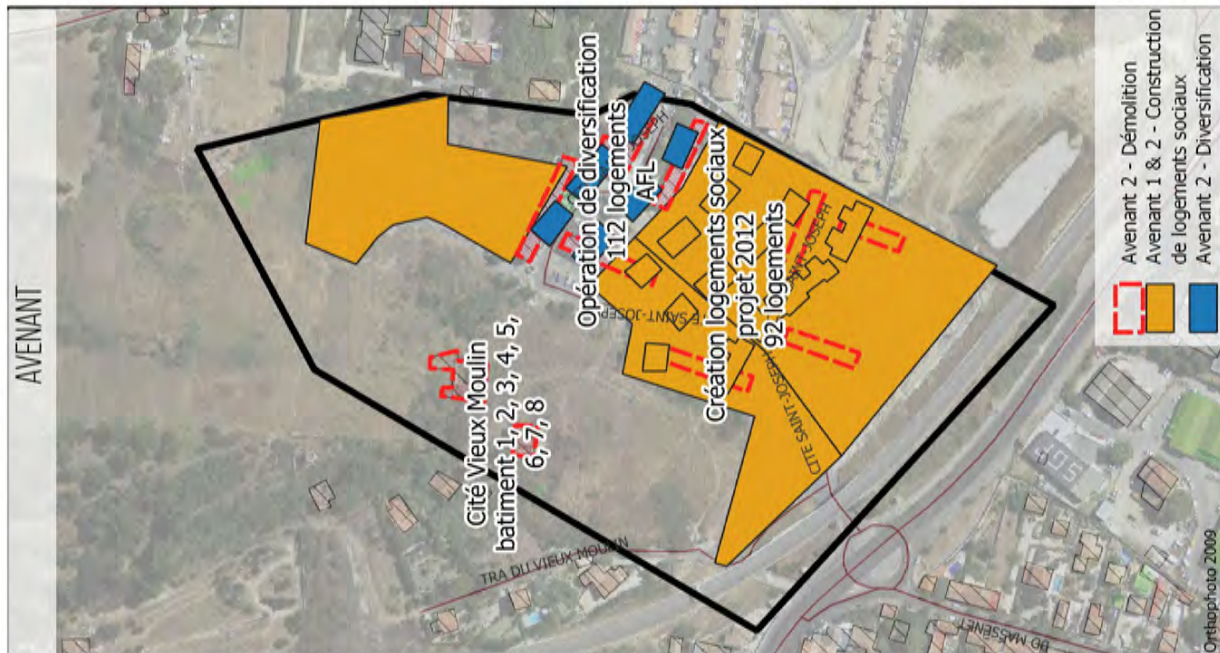 AVENANT
Opération de diversification
112 logements
AFL
JOSEPH
Cité Vieux Moulin
batiment 1, 2, 3, 4, 5,
6, 7, 8
Création logements sociaux
projet 2012
92 logements
CITE SAINT-JOSEPH
TRA DU VIEUX MOULIN
BD MASSENET
Avenant 2 - Démolition
Avenant 1 & 2 - Construction
de logements sociaux
Avenant 2 - Diversification
Orthophoto 2009